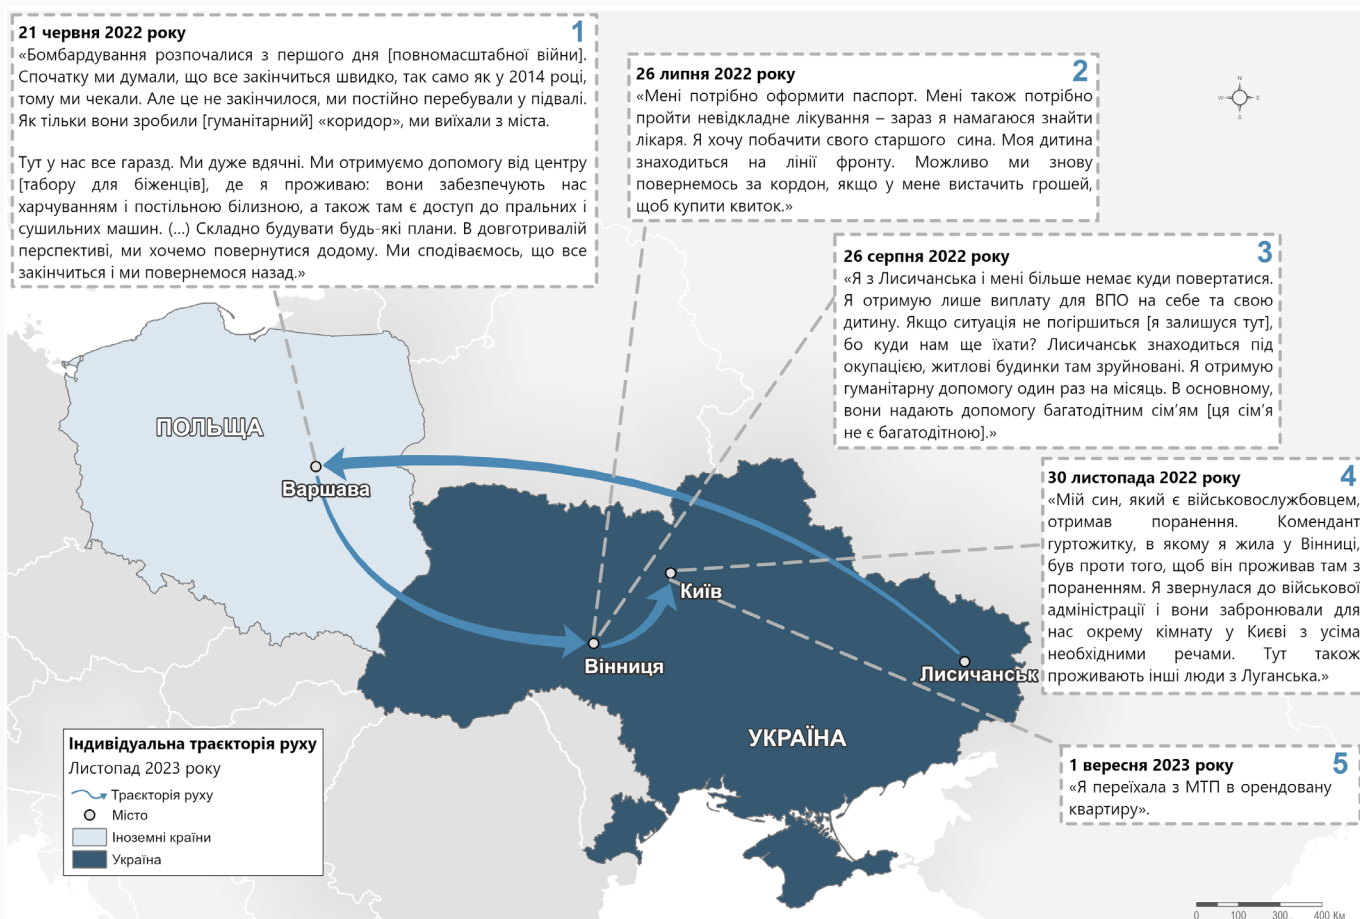 21 червня 2022 року
1
«Бомбардування розпочалися з першого дня [повномасштабної війни].
Спочатку ми думали, що все закінчиться швидко, так само як у 2014 році,
тому ми чекали. Але це не закінчилося, ми постійно перебували у підвалі.
Як тільки вони зробили [гуманітарний] «коридор», ми виїхали з міста.
Тут у нас все гаразд. Ми дуже вдячні. Ми отримуємо допомогу від центру
[табору для біженців], де я проживаю: вони забезпечують нас
харчуванням і постільною білизною, а також там є доступ до пральних і
сушильних машин. (...) Складно будувати будь-які плани. В довготривалій
перспективі, ми хочемо повернутися додому. Ми сподіваємось, що все
закінчиться і ми повернемося назад.»
26 липня 2022 року
2
«Мені потрібно оформити паспорт. Мені також потрібно
пройти невідкладне лікування – зараз я намагаюся знайти
лікаря. Я хочу побачити свого старшого сина. Моя дитина
знаходиться на лінії фронту. Можливо ми знову
повернемось за кордон, якщо у мене вистачить грошей,
щоб купити квиток.»
N
W
E
S
26 серпня 2022 року
3
«Я з Лисичанська і мені більше немає куди повертатися.
Я отримую лише виплату для ВПО на себе та свою
дитину. Якщо ситуація не погіршиться [я залишуся тут],
бо куди нам ще їхати? Лисичанськ знаходиться під
окупацією, житлові будинки там зруйновані. Я отримую
гуманітарну допомогу один раз на місяць. В основному,
вони надають допомогу багатодітним сім'ям [ця сім'я
не є багатодітною].»
30 листопада 2022 року
4
«Мій син, який є військовослужбовцем,
отримав поранення. Комендант
гуртожитку, в якому я жила у Вінниці,
був проти того, щоб він проживав там з
пораненням. Я звернулася до військової
адміністрації і вони забронювали для
нас окрему кімнату у Києві з усіма
необхідними речами. Тут також
проживають інші люди з Луганська.»
1 вересня 2023 року
5
«Я переїхала з МТП в орендовану
квартиру».
ПОЛЬЩА
Варшава
Київ
Вінниця
Лисичанськ
УКРАЇНА
Індивідуальна траєкторія руху
Листопад 2023 року
Траєкторія руху
Місто
Іноземні країни
Україна
0 100 300 400 Км